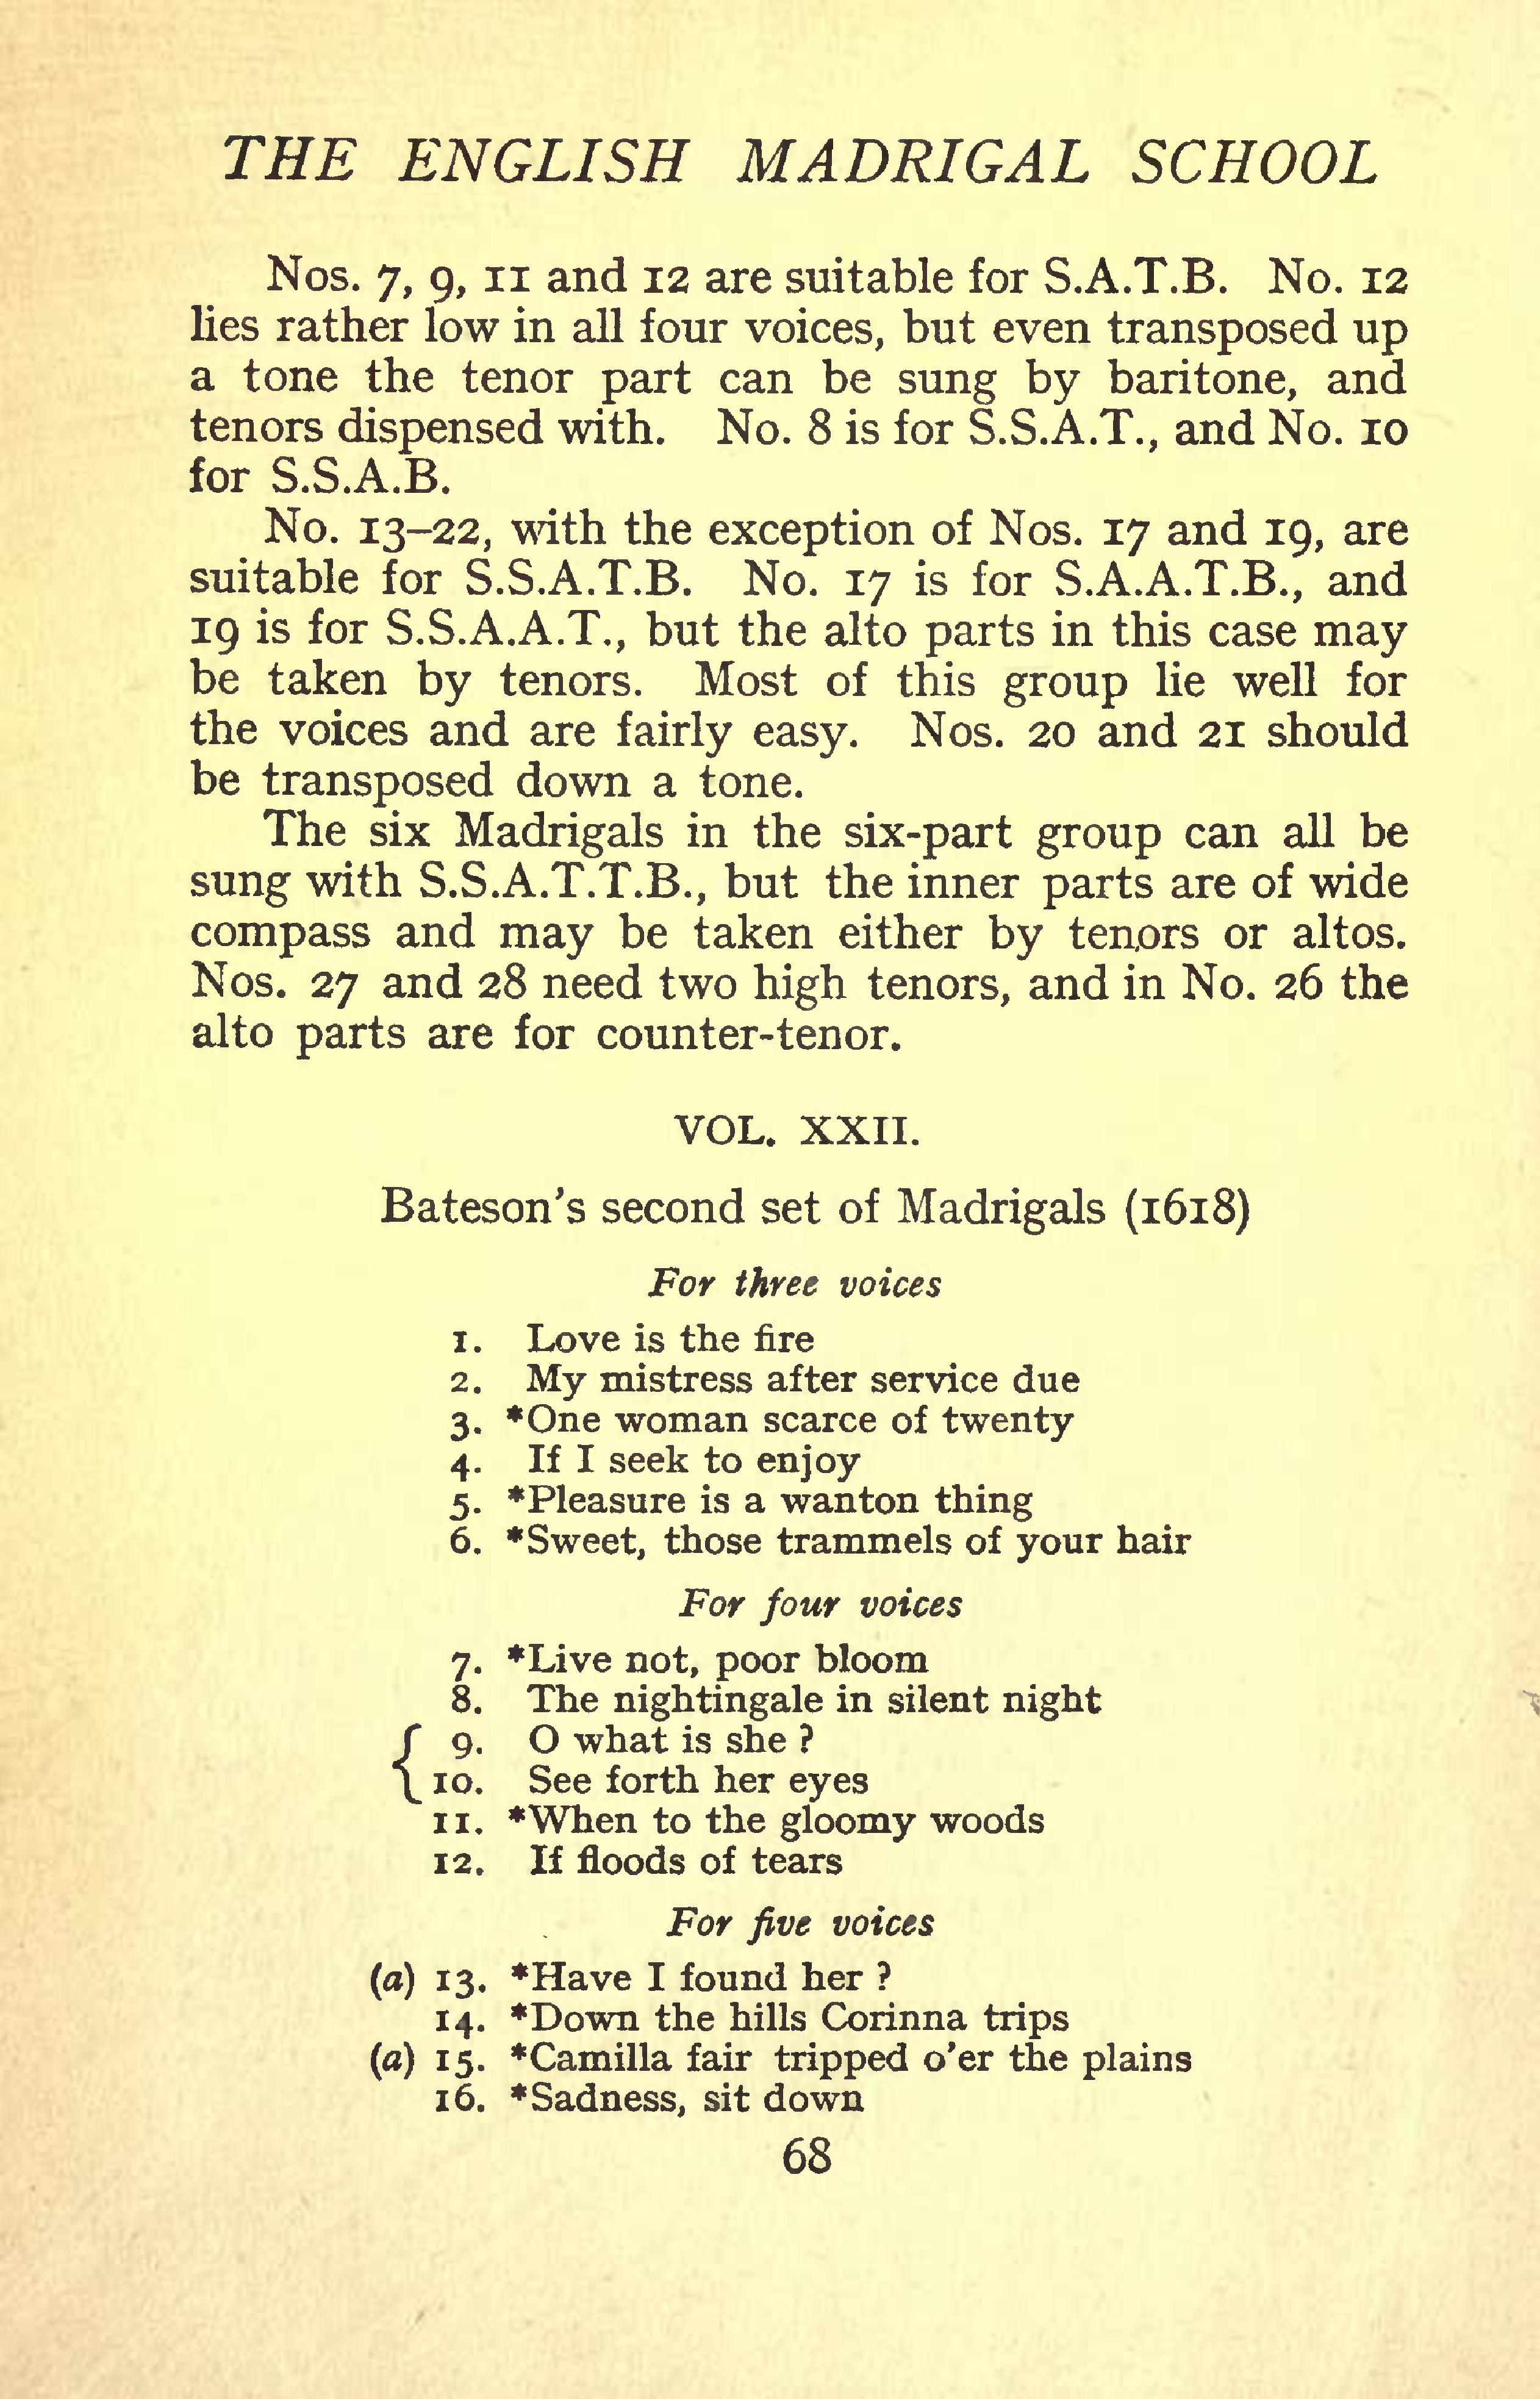 THE ENGLISH MADRIGAL SCHOOL
Nos. 7, 9, 11 and 12 are suitable for S.A.T.B. No. 12
lies rather low in all four voices, but even transposed up
a tone the tenor part can be sung by baritone, and
tenors dispensed with. No. 8 is for S.S.A.T., and No. 10
for S.S.A.B.
No. 13–22, with the exception of Nos. 17 and 19, are
suitable for S.S.A.T.B. No. 17 is for S.A.A.T.B., and
19 is for S.S.A.A.T., but the alto parts in this case may
be taken by tenors. Most of this group lie well for
the voices and are fairly easy. Nos. 20 and 21 should
be transposed down a tone.
The six Madrigals in the six-part group can all be
sung with S.S.A.T.T.B., but the inner parts are of wide
compass and may be taken either by tenors or altos.
Nos. 27 and 28 need two high tenors, and in No. 26 the
alto parts are for counter-tenor.
VOL. XXII.
Bateson's second set of Madrigals (1618)
For three voices
1. Love is the fire
2. My mistress after service due
3. *One woman scarce of twenty
4. If I seek to enjoy
5. *Pleasure is a wanton thing
6. *Sweet, those trammels of your hair
For four voices
7. *Live not, poor bloom
8. The nightingale in silent night
{ 9. O what is she ?
{ 10. See forth her eyes
11. *When to the gloomy woods
12. If floods of tears
For five voices
(a) 13. *Have I found her ?
14. *Down the hills Corinna trips
(a) 15. *Camilla fair tripped o'er the plains
16. *Sadness, sit down
68